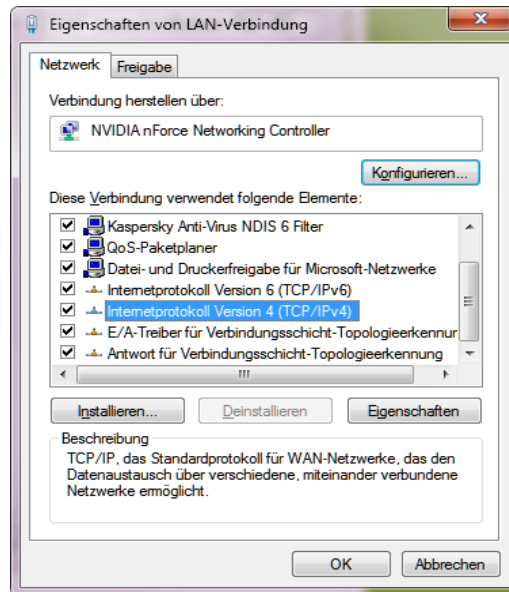 Eigenschaften von LAN-Verbindung
Netzwerk Freigabe
Verbindung herstellen über:
NVIDIA nForce Networking Controller
Konfigurieren...
Diese Verbindung verwendet folgende Elemente:
Kaspersky Anti-Virus NDIS 6 Filter
QoS-Paketplaner
Datei- und Druckerfreigabe für Microsoft-Netzwerke
Internetprotokoll Version 6 (TCP/IPv6)
Internetprotokoll Version 4 (TCP/IPv4)
E/A-Treiber für Verbindungsschicht-Topologieerkennur
Antwort für Verbindungsschicht-Topologieerkennung
Installieren... Deinstallieren Eigenschaften
Beschreibung
TCP/IP, das Standardprotokoll für WAN-Netzwerke, das den
Datenaustausch über verschiedene, miteinander verbundene
Netzwerke ermöglicht.
OK Abbrechen